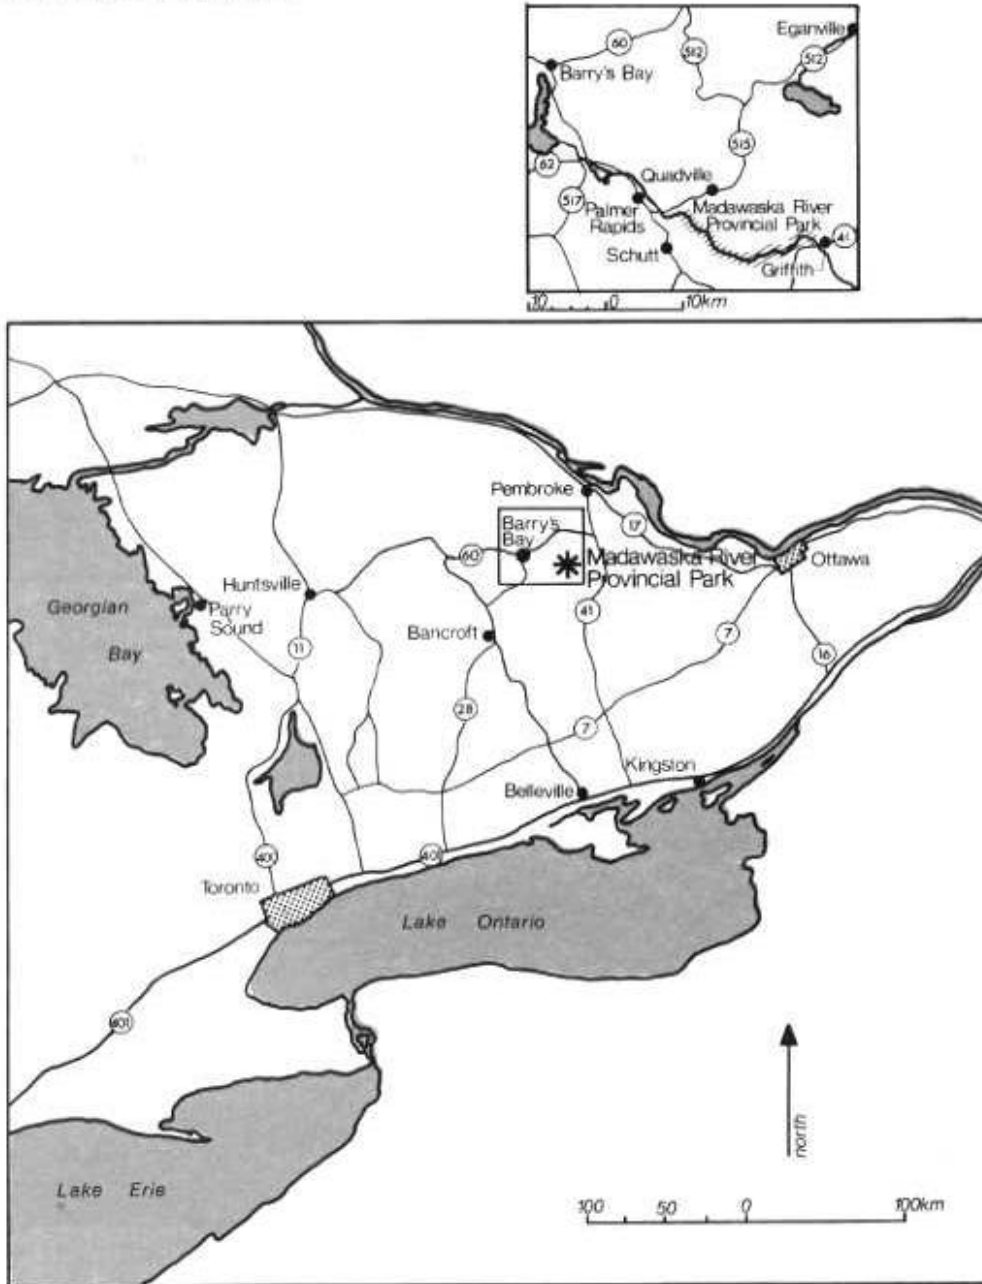 Eganville
60
512
512
Barry's Bay
515
62
Quadville
517
Palmer
Rapids
Madawaska River
Provincial Park
41
Schutt
Griffith
10 0 10km
Pembroke
17
Barry's
Bay
60
Madawaska River
Provincial Park
Ottawa
Huntsville
Georgian
Bay
Parry
Sound
41
11
Bancroft
7
16
28
7
Kingston
Belleville
400
401
Toronto
Lake Ontario
401
north
Lake Erie
100 50 0 100km